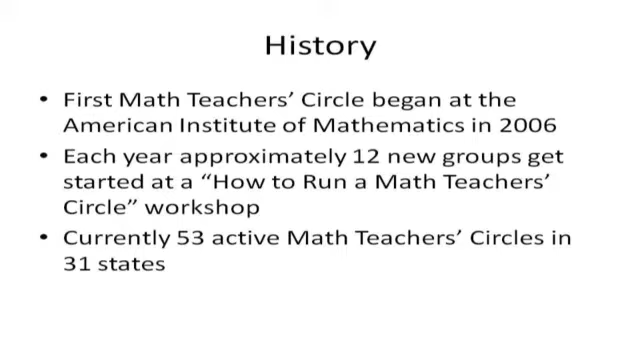 History
• First Math Teachers’ Circle began at the
American Institute of Mathematics in 2006
• Each year approximately 12 new groups get
started at a “How to Run a Math Teachers’
Circle” workshop
• Currently 53 active Math Teachers’ Circles in
31 states